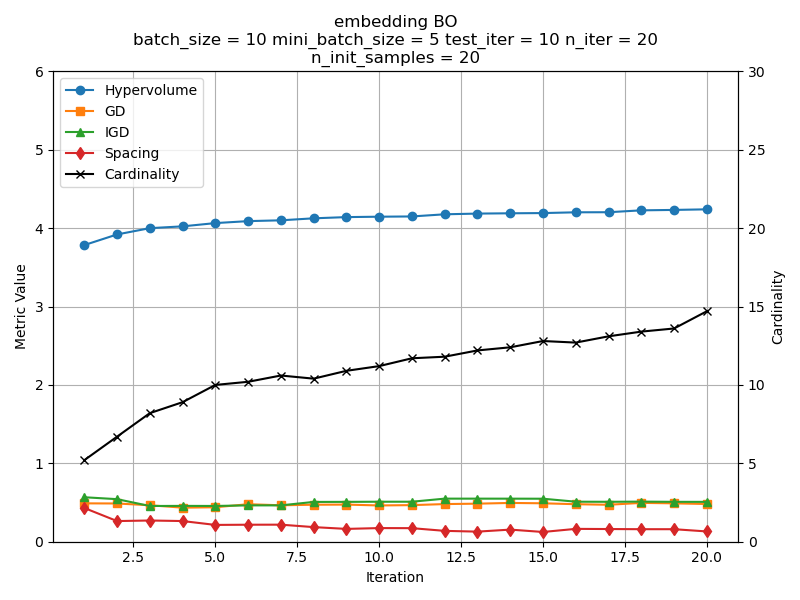 embedding BO
batch_size = 10 mini_batch_size = 5 test_iter = 10 n_iter = 20
n_init_samples = 20
Hypervolume
GD
IGD
Spacing
Cardinality
Metric Value
6
5
4
3
2
1
0
30
25
20
15
10
5
0
Cardinality
2.5 5.0 7.5 10.0 12.5 15.0 17.5 20.0
Iteration